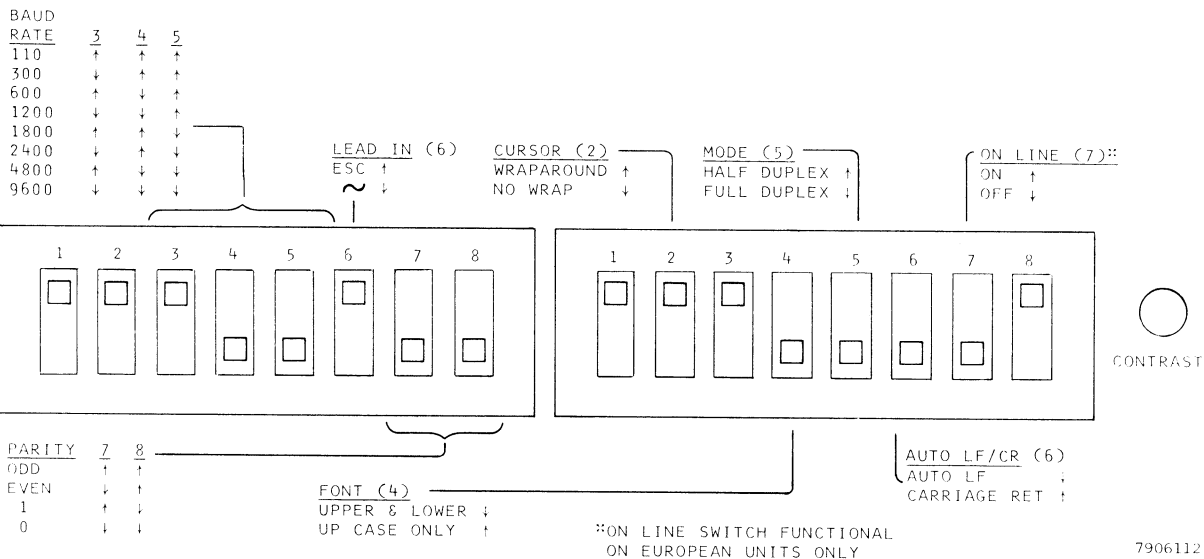 BAUD
RATE 3 4 5
110 ↑ ↑ ↑
300 ↓ ↑ ↑
600 ↑ ↓ ↑
1200 ↓ ↓ ↑
1800 ↑ ↑ ↓
2400 ↓ ↑ ↓
4800 ↑ ↓ ↓
9600 ↓ ↓ ↓
LEAD IN (6)
ESC ↑
~ ↓
CURSOR (2)
WRAPAROUND ↑
NO WRAP ↓
MODE (5)
HALF DUPLEX ↑
FULL DUPLEX ↓
ON LINE (7)※
ON ↑
OFF ↓
1 2 3 4 5 6 7 8
1 2 3 4 5 6 7 8
CONTRAST
PARITY 7 8
ODD ↑ ↑
EVEN ↓ ↑
1 ↑ ↓
0 ↓ ↓
FONT (4)
UPPER & LOWER ↓
UP CASE ONLY ↑
AUTO LF/CR (6)
AUTO LF ↓
CARRIAGE RET ↑
※ON LINE SWITCH FUNCTIONAL
ON EUROPEAN UNITS ONLY
7906112